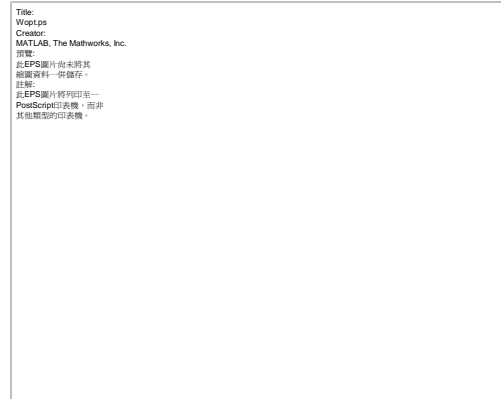 Title:
Wopt.ps
Creator:
MATLAB, The Mathworks, Inc.
預覽:
此EPS圖片尚未將其
縮圖資料一併儲存。
註解:
此EPS圖片將列印至一
PostScript印表機，而非
其他類型的印表機。